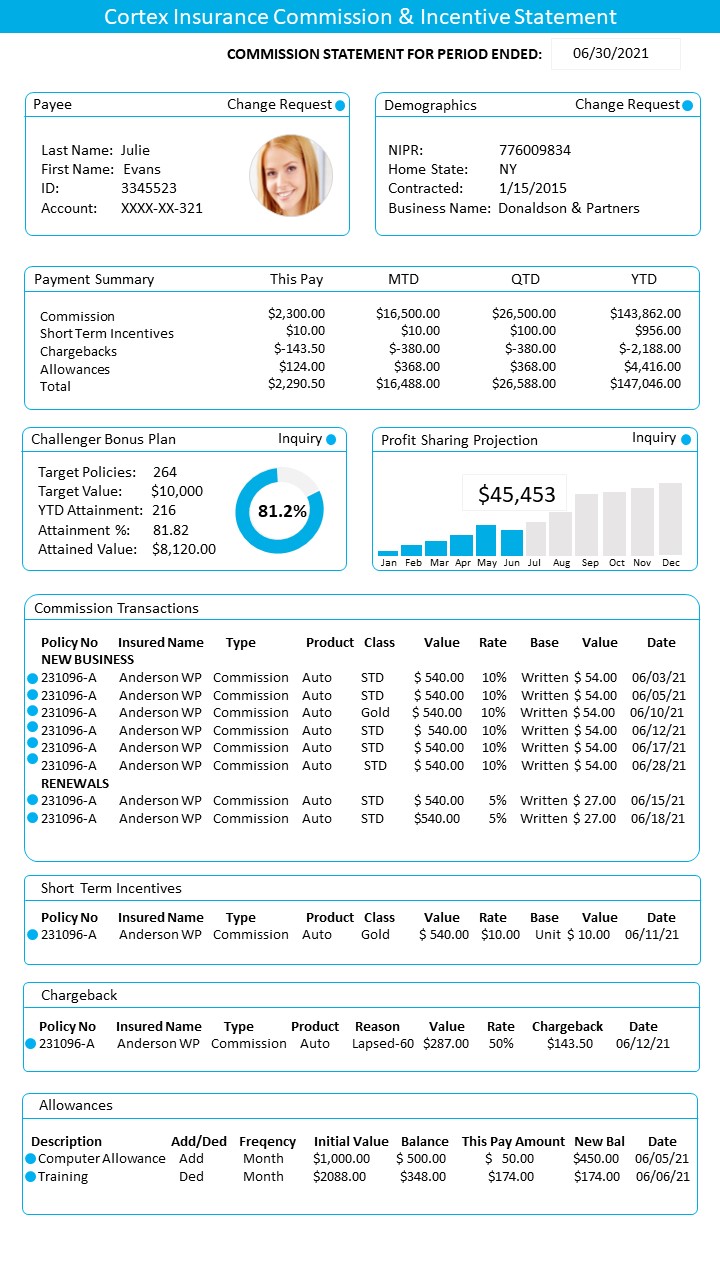 Cortex Insurance Commission & Incentive Statement
COMMISSION STATEMENT FOR PERIOD ENDED: 06/30/2021
Payee Change Request
Last Name: Julie
First Name: Evans
ID: 3345523
Account: XXXX-XX-321
Demographics Change Request
NIPR: 776009834
Home State: NY
Contracted: 1/15/2015
Business Name: Donaldson & Partners
Payment Summary This Pay MTD QTD YTD
Commission $2,300.00 $16,500.00 $26,500.00 $143,862.00
Short Term Incentives $10.00 $10.00 $100.00 $956.00
Chargebacks $-143.50 $-380.00 $-380.00 $-2,188.00
Allowances $124.00 $368.00 $368.00 $4,416.00
Total $2,290.50 $16,488.00 $26,588.00 $147,046.00
Challenger Bonus Plan Inquiry
Target Policies: 264
Target Value: $10,000
YTD Attainment: 216
Attainment %: 81.82
Attained Value: $8,120.00
81.2%
Profit Sharing Projection Inquiry
$45,453
Jan Feb Mar Apr May Jun Jul Aug Sep Oct Nov Dec
Commission Transactions
Policy No Insured Name Type Product Class Value Rate Base Value Date
NEW BUSINESS
231096-A Anderson WP Commission Auto STD $ 540.00 10% Written $ 54.00 06/03/21
231096-A Anderson WP Commission Auto STD $ 540.00 10% Written $ 54.00 06/05/21
231096-A Anderson WP Commission Auto Gold $ 540.00 10% Written $ 54.00 06/10/21
231096-A Anderson WP Commission Auto STD $ 540.00 10% Written $ 54.00 06/12/21
231096-A Anderson WP Commission Auto STD $ 540.00 10% Written $ 54.00 06/17/21
231096-A Anderson WP Commission Auto STD $ 540.00 10% Written $ 54.00 06/28/21
RENEWALS
231096-A Anderson WP Commission Auto STD $ 540.00 5% Written $ 27.00 06/15/21
231096-A Anderson WP Commission Auto STD $540.00 5% Written $ 27.00 06/18/21
Short Term Incentives
Policy No Insured Name Type Product Class Value Rate Base Value Date
231096-A Anderson WP Commission Auto Gold $ 540.00 $10.00 Unit $ 10.00 06/11/21
Chargeback
Policy No Insured Name Type Product Reason Value Rate Chargeback Date
231096-A Anderson WP Commission Auto Lapsed-60 $287.00 50% $143.50 06/12/21
Allowances
Description Add/Ded Freqency Initial Value Balance This Pay Amount New Bal Date
Computer Allowance Add Month $1,000.00 $ 500.00 $ 50.00 $450.00 06/05/21
Training Ded Month $2088.00 $348.00 $174.00 $174.00 06/06/21